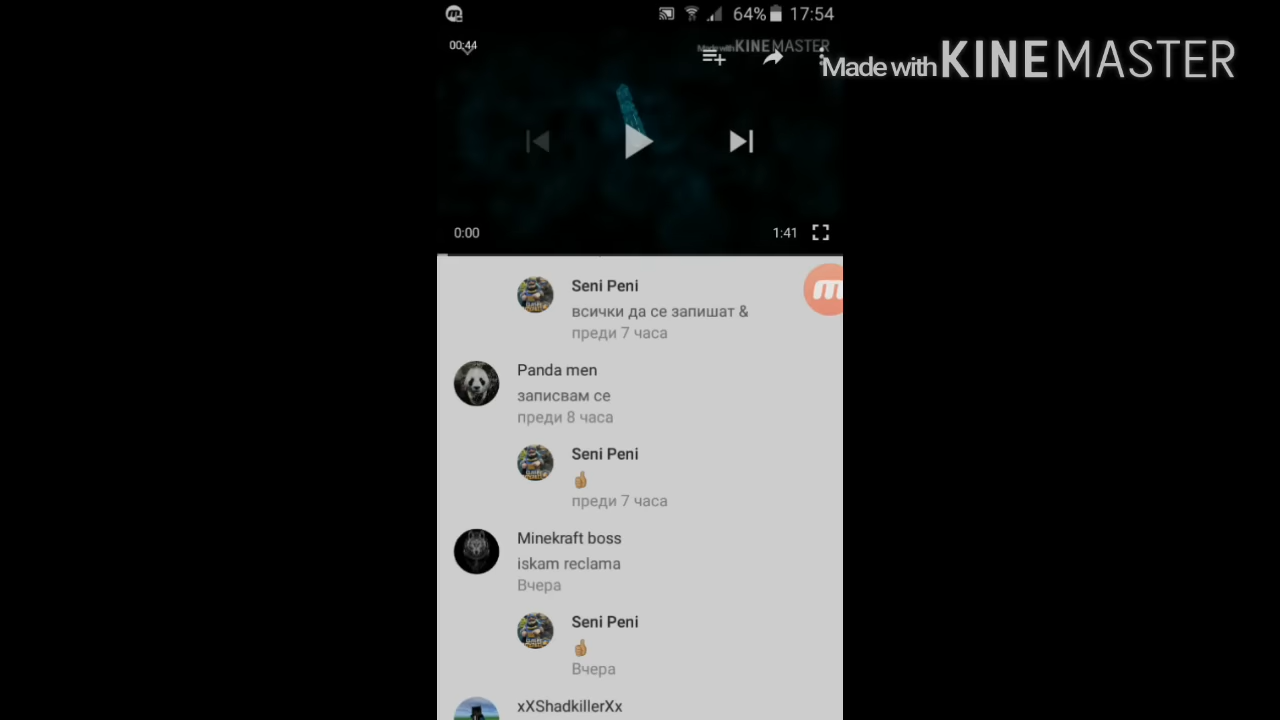 64% 17:54
00:44
Made with KINEMASTER
Made with KINEMASTER
0:00
1:41
Seni Peni
всички да се запишат &
преди 7 часа
Panda men
записвам се
преди 8 часа
Seni Peni
преди 7 часа
Minekraft boss
iskam reclama
Вчера
Seni Peni
Вчера
xXShadkillerXx